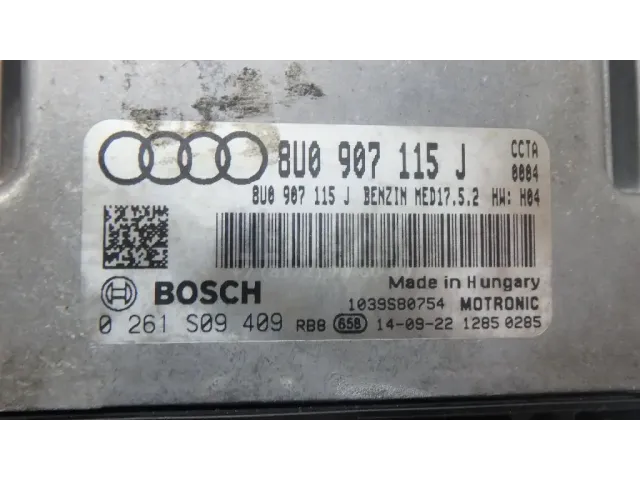 8U0 907 115 J CCTA
0004
8U0 907 115 J BENZIN MED17.5.2 HW: H04
Made in Hungary
BOSCH
1039S80754 MOTRONIC
0 261 S09 409 RB8 658 14-09-22 1285 0285